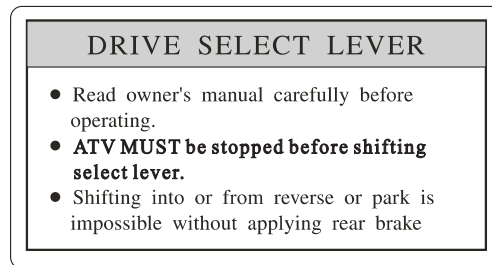 DRIVE SELECT LEVER
● Read owner's manual carefully before
operating.
● ATV MUST be stopped before shifting
select lever.
● Shifting into or from reverse or park is
impossible without applying rear brake